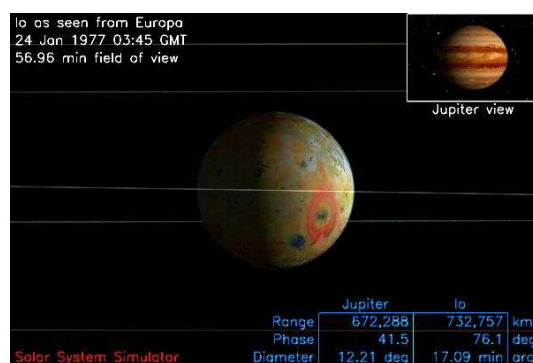 Io as seen from Europa
24 Jan 1977 03:45 GMT
56.96 min field of view
Jupiter view
Jupiter Io
Range 672,288 732,757 km
Phase 41.5 76.1 deg
Diameter 12.21 deg 17.09 min arc
Solar System Simulator